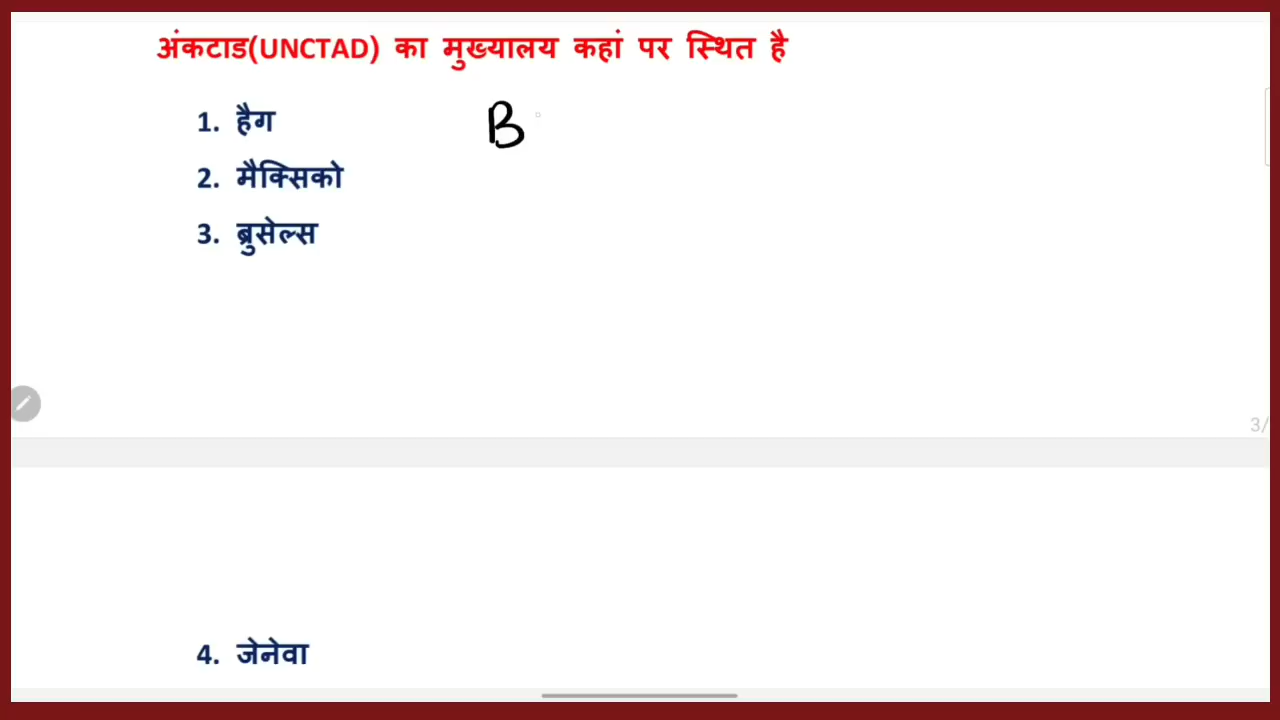 अंकटाड(UNCTAD) का मुख्यालय कहां पर स्थित है
1. हैग
B
2. मैक्सिको
3. ब्रुसेल्स
3/
4. जेनेवा